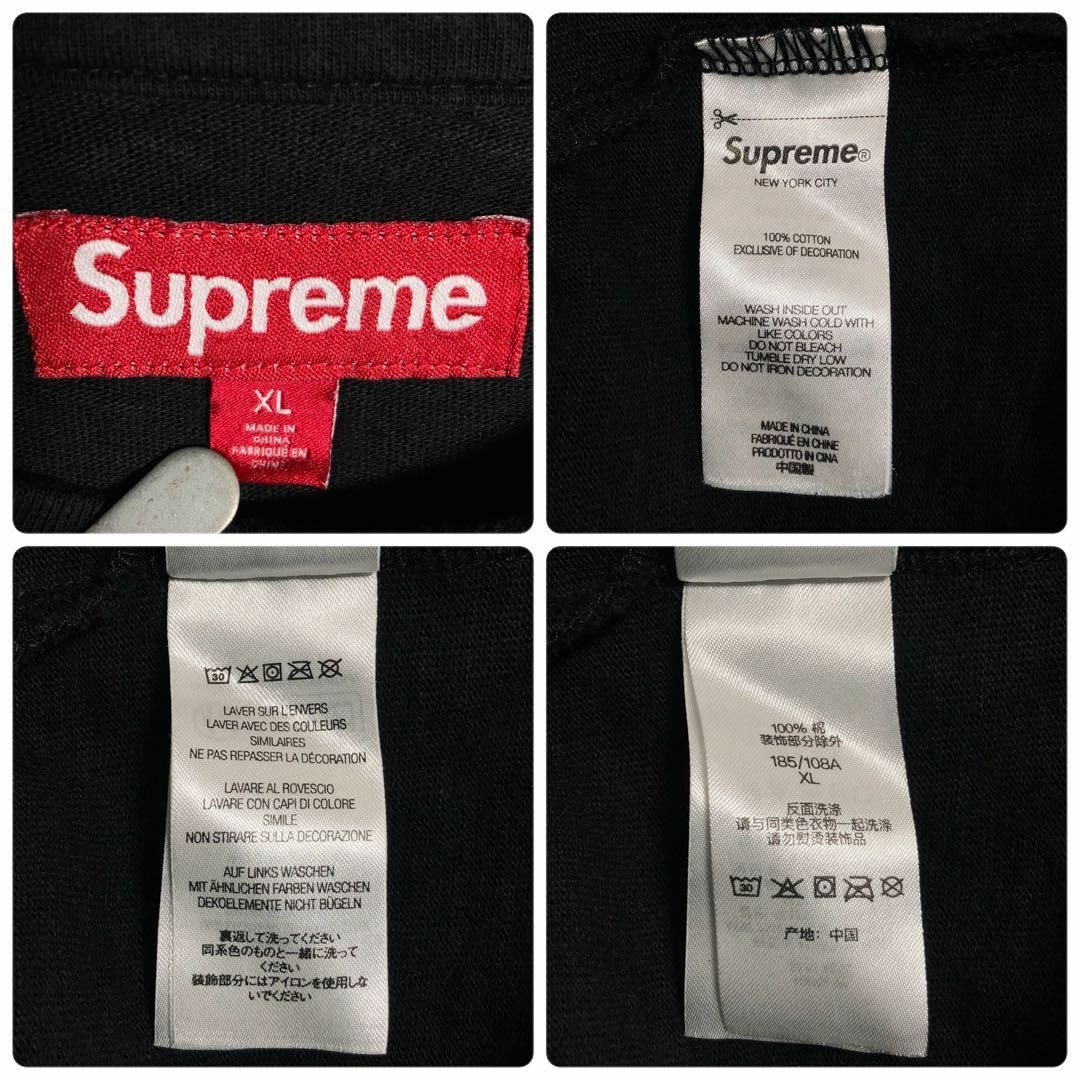 Supreme
XL
MADE IN
CHINA
FABRIQUÉ EN
CHINE
Supreme®
NEW YORK CITY
100% COTTON
EXCLUSIVE OF DECORATION
WASH INSIDE OUT
MACHINE WASH COLD WITH
LIKE COLORS
DO NOT BLEACH
TUMBLE DRY LOW
DO NOT IRON DECORATION
MADE IN CHINA
FABRIQUÉ EN CHINE
PRODOTTO IN CINA
中国製
30
LAVER SUR L'ENVERS
LAVER AVEC DES COULEURS
SIMILAIRES
NE PAS REPASSER LA DÉCORATION
LAVARE AL ROVESCIO
LAVARE CON CAPI DI COLORE
SIMILE
NON STIRARE SULLA DECORAZIONE
AUF LINKS WASCHEN
MIT ÄHNLICHEN FARBEN WASCHEN
DEKOELEMENTE NICHT BÜGELN
裏返して洗ってください
同系色のものと一緒に洗って
ください
装飾部分にはアイロンを使用しな
いでください
100% 棉
装饰部分除外
185/108A
XL
反面洗涤
请与同类色衣物一起洗涤
请勿熨烫装饰品
30
产地: 中国